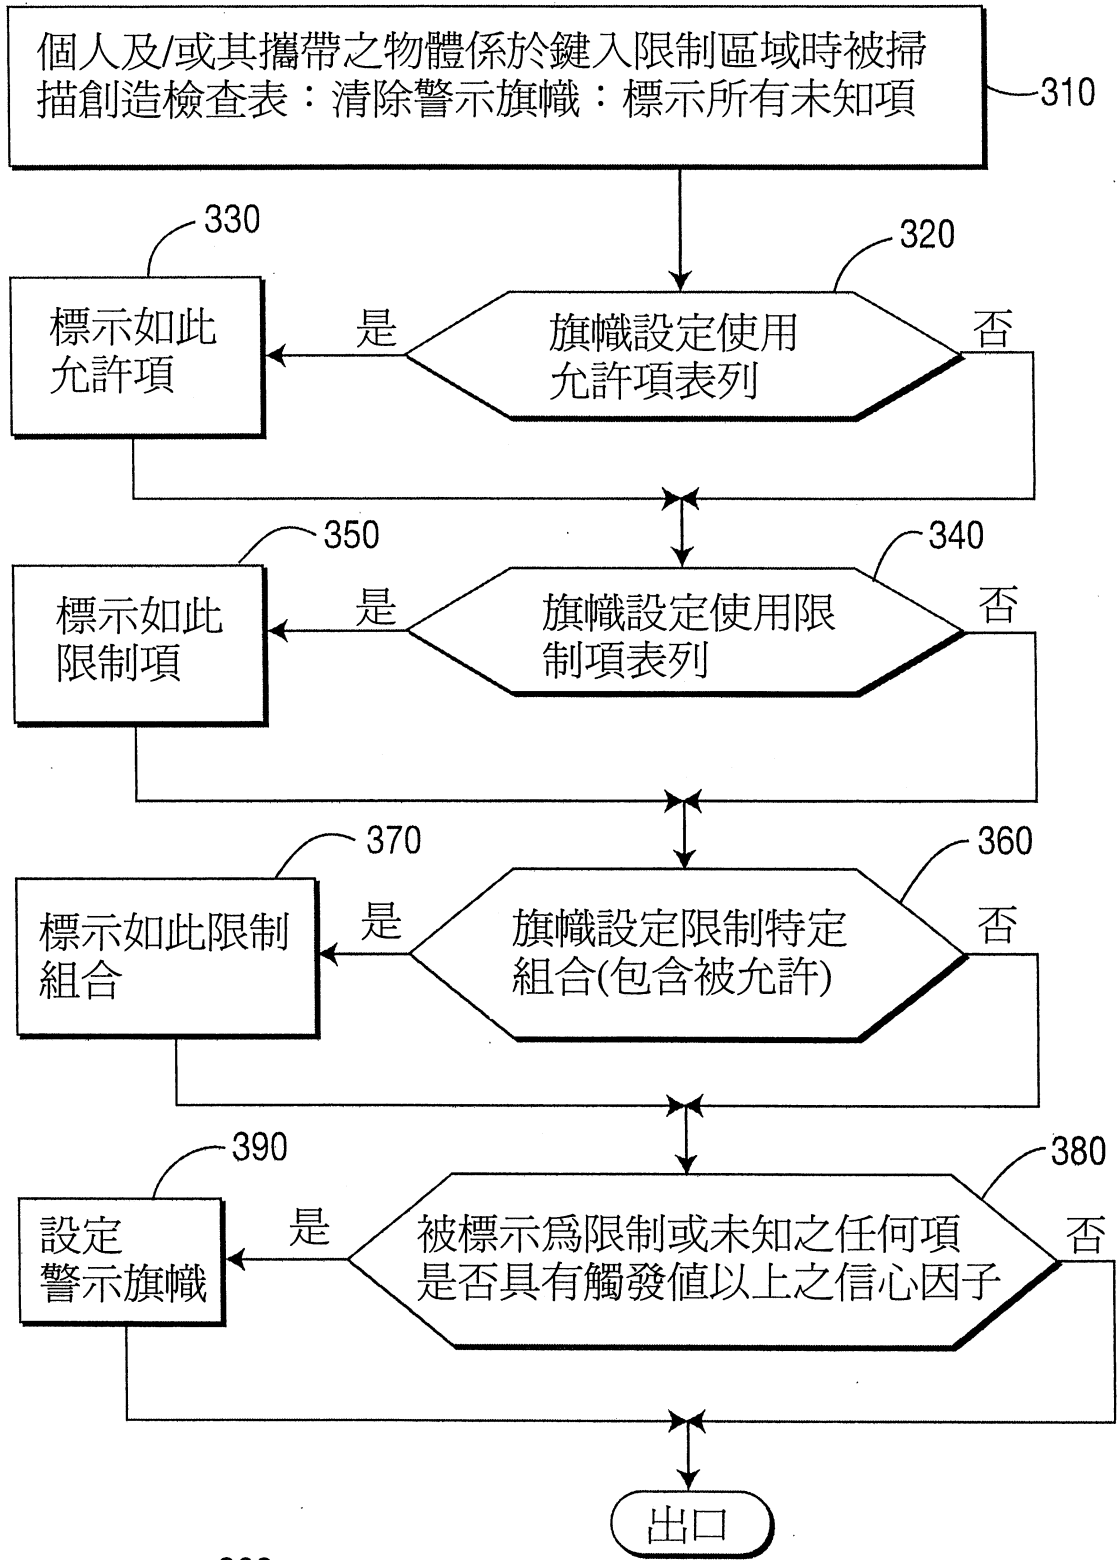 個人及/或其攜帶之物體係於鍵入限制區域時被掃
描創造檢查表：清除警示旗幟：標示所有未知項
310
330
320
標示如此
允許項
是
旗幟設定使用
允許項表列
否
350
340
標示如此
限制項
是
旗幟設定使用限
制項表列
否
370
360
標示如此限制
組合
是
旗幟設定限制特定
組合(包含被允許)
否
390
380
設定
警示旗幟
是
被標示爲限制或未知之任何項
是否具有觸發值以上之信心因子
否
出口